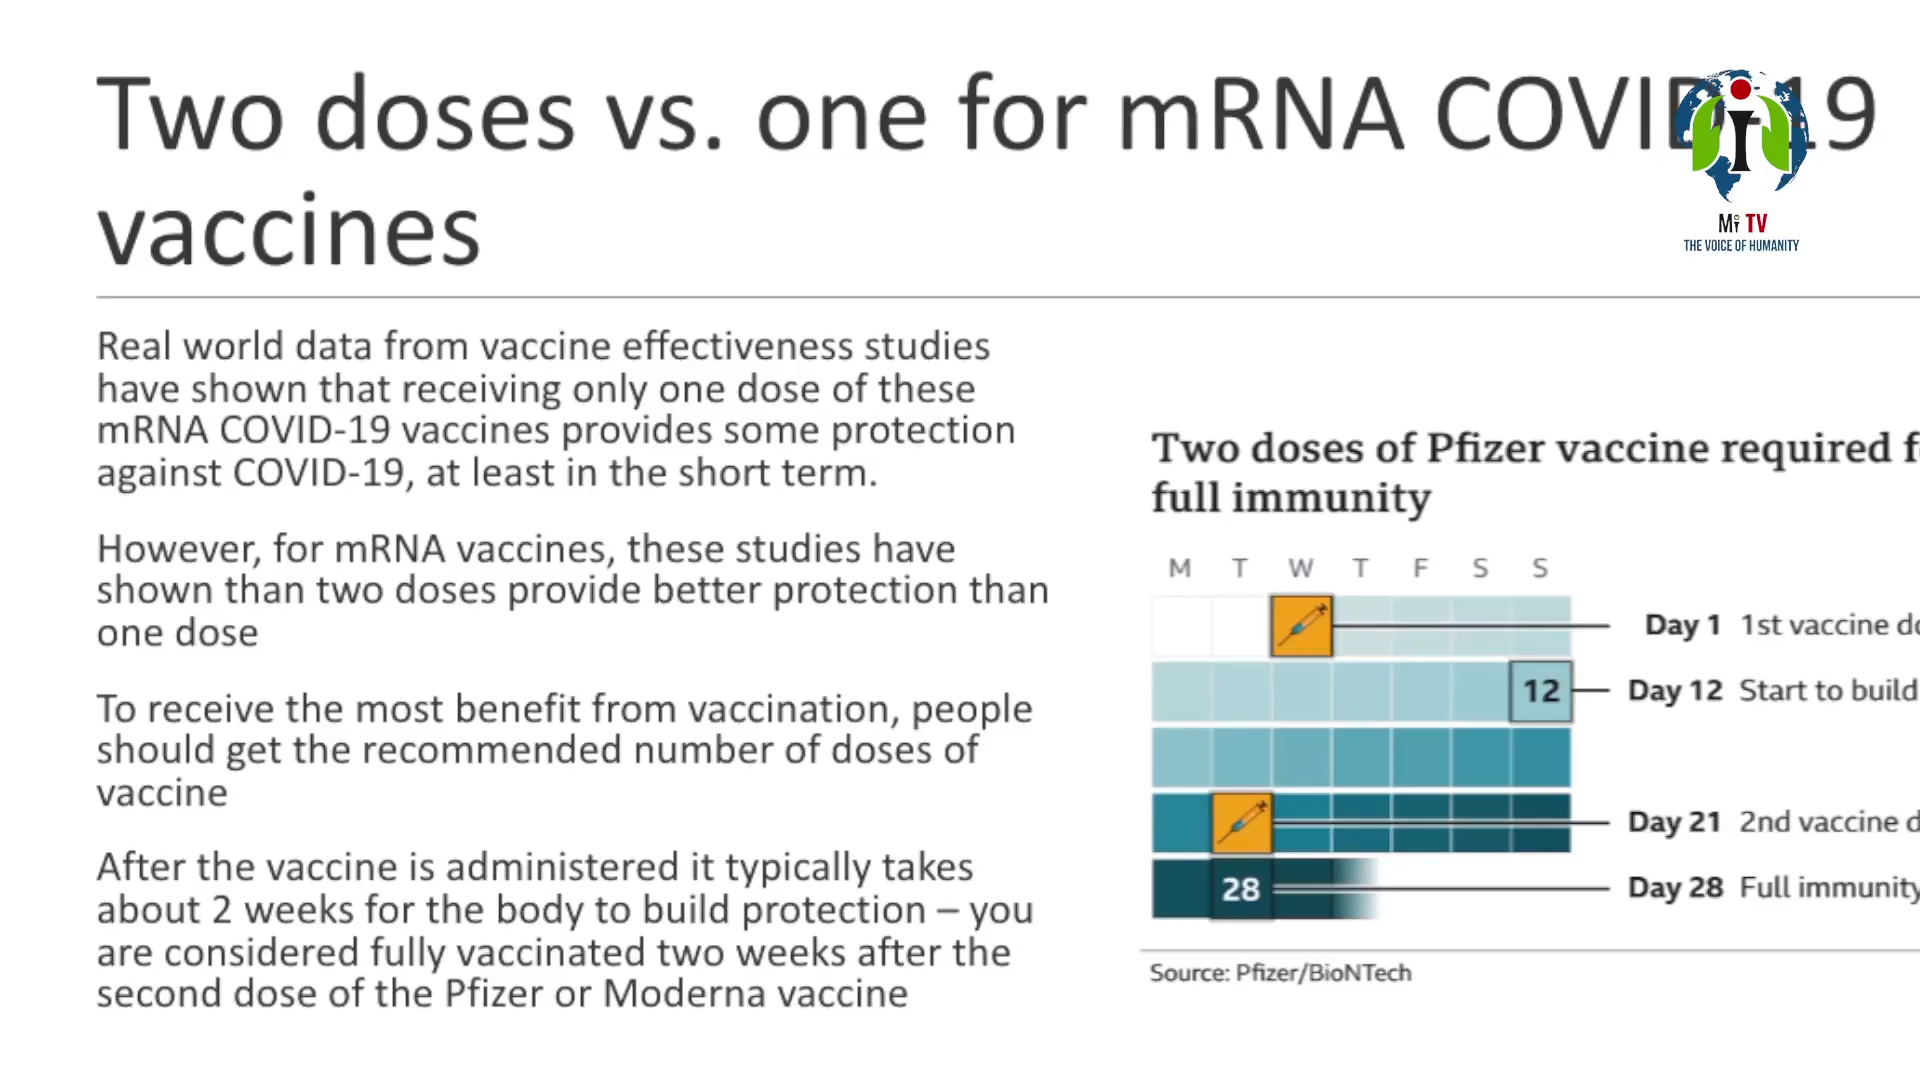 Two doses vs. one for mRNA COVID-19
vaccines
Mi TV
THE VOICE OF HUMANITY
Real world data from vaccine effectiveness studies
have shown that receiving only one dose of these
mRNA COVID-19 vaccines provides some protection
against COVID-19, at least in the short term.
However, for mRNA vaccines, these studies have
shown than two doses provide better protection than
one dose
To receive the most benefit from vaccination, people
should get the recommended number of doses of
vaccine
After the vaccine is administered it typically takes
about 2 weeks for the body to build protection – you
are considered fully vaccinated two weeks after the
second dose of the Pfizer or Moderna vaccine
Two doses of Pfizer vaccine required
full immunity
M T W T F S S
Day 1 1st vaccine
12 Day 12 Start to build
Day 21 2nd vaccine
28 Day 28 Full immunity
Source: Pfizer/BioNTech